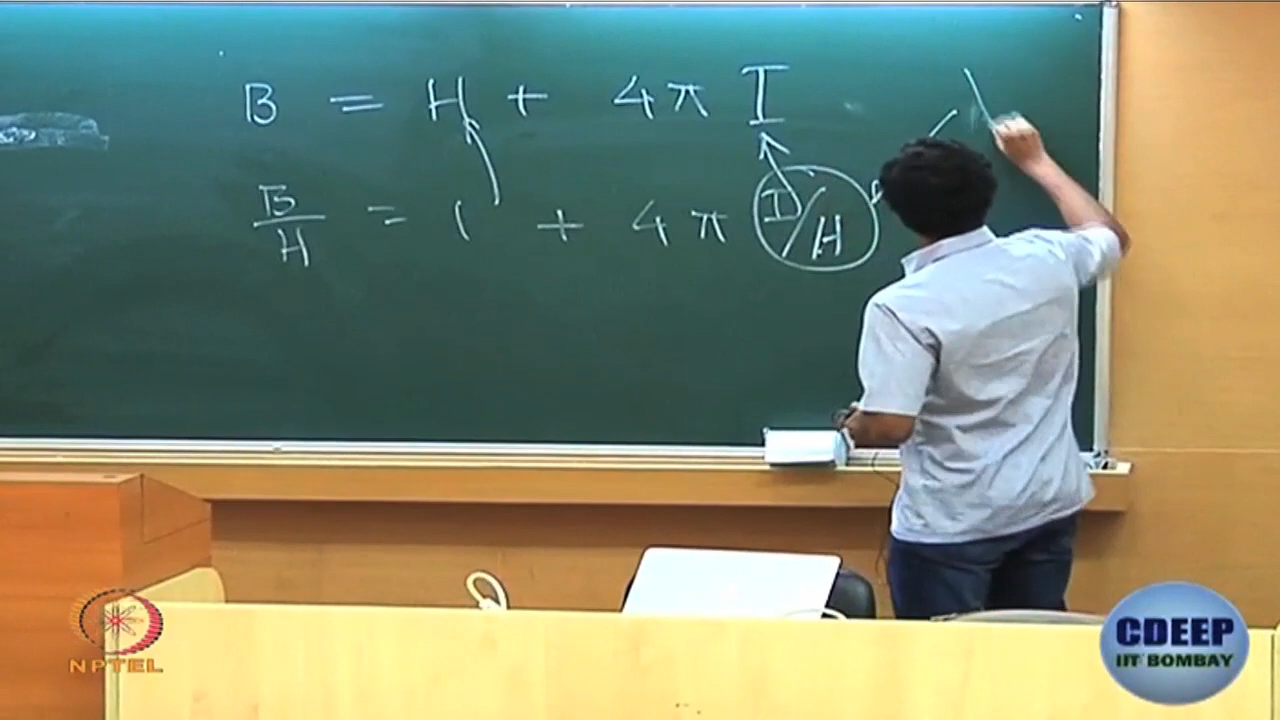 B = H + 4π I
B/H = 1 + 4π I/H
NPTEL
CDEEP
IIT BOMBAY